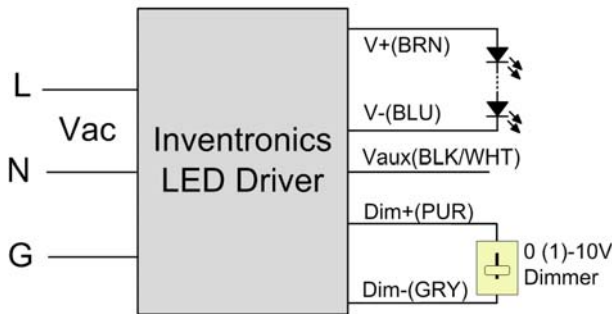 L
Vac
N
G
Inventronics
LED Driver
V+(BRN)
V-(BLU)
Vaux(BLK/WHT)
Dim+(PUR)
Dim-(GRY)
0 (1)-10V
Dimmer